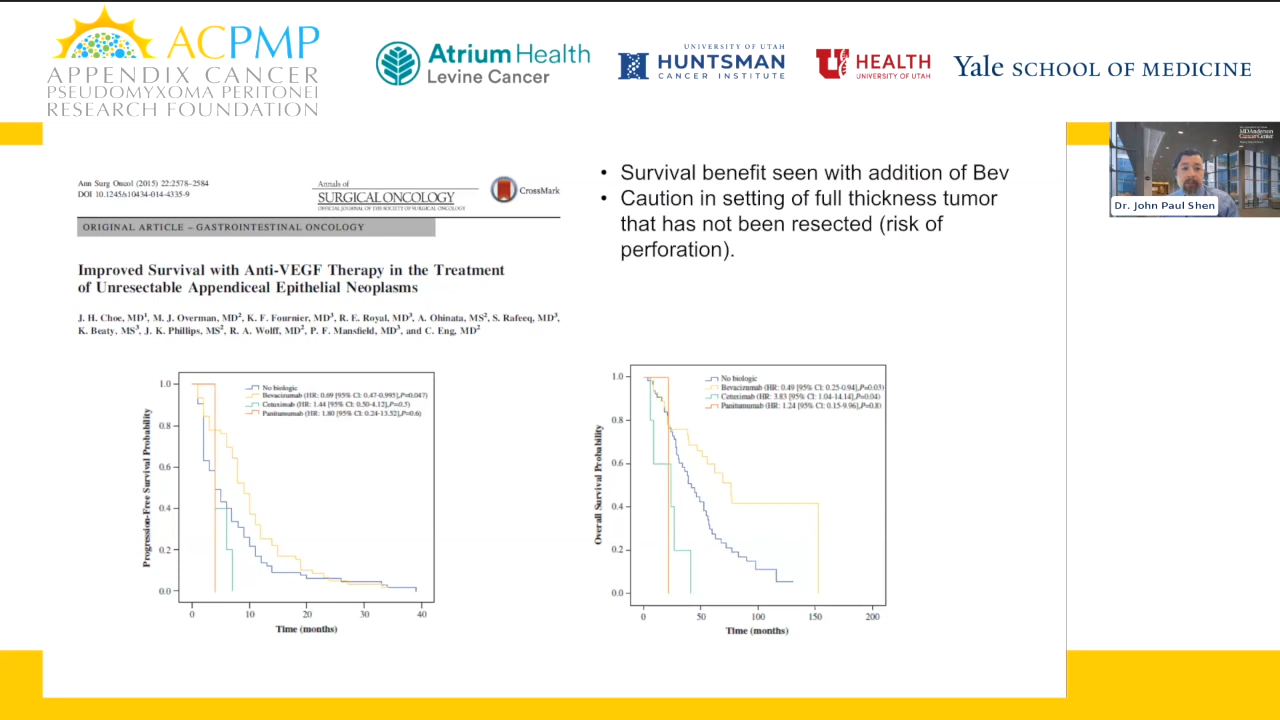 ACPMP
APPENDIX CANCER
PSEUDOMYXOMA PERITONEI
RESEARCH FOUNDATION
Atrium Health
Levine Cancer
UNIVERSITY OF UTAH
HUNTSMAN
CANCER INSTITUTE
HEALTH
UNIVERSITY OF UTAH
Yale SCHOOL OF MEDICINE
MD Anderson
Cancer Center
Dr. John Paul Shen
Ann Surg Oncol (2015) 22:2578–2584
DOI 10.1245/s10434-014-4335-9
Annals of
SURGICAL ONCOLOGY
OFFICIAL JOURNAL OF THE SOCIETY OF SURGICAL ONCOLOGY
CrossMark
ORIGINAL ARTICLE – GASTROINTESTINAL ONCOLOGY
Improved Survival with Anti-VEGF Therapy in the Treatment
of Unresectable Appendiceal Epithelial Neoplasms
J. H. Choe, MD1, M. J. Overman, MD2, K. F. Fournier, MD3, R. E. Royal, MD3, A. Ohinata, MS2, S. Rafeeq, MD3,
K. Beaty, MS3, J. K. Phillips, MS2, R. A. Wolff, MD2, P. F. Mansfield, MD3, and C. Eng, MD2
• Survival benefit seen with addition of Bev
• Caution in setting of full thickness tumor
that has not been resected (risk of
perforation).
No biologic
Bevacizumab (HR: 0.69 [95% CI: 0.47-0.995],P=0.047)
Cetuximab (HR: 1.44 [95% CI: 0.50-4.12],P=0.5)
Panitumumab (HR: 1.80 [95% CI: 0.24-13.52],P=0.6)
Progression-Free Survival Probability
1.0
0.8
0.6
0.4
0.2
0.0
0 10 20 30 40
Time (months)
No biologic
Bevacizumab (HR: 0.49 [95% CI: 0.25-0.94],P=0.03)
Cetuximab (HR: 3.83 [95% CI: 1.04-14.14],P=0.04)
Panitumumab (HR: 1.24 [95% CI: 0.15-9.96],P=0.8)
Overall Survival Probability
1.0
0.8
0.6
0.4
0.2
0.0
0 50 100 150 200
Time (months)